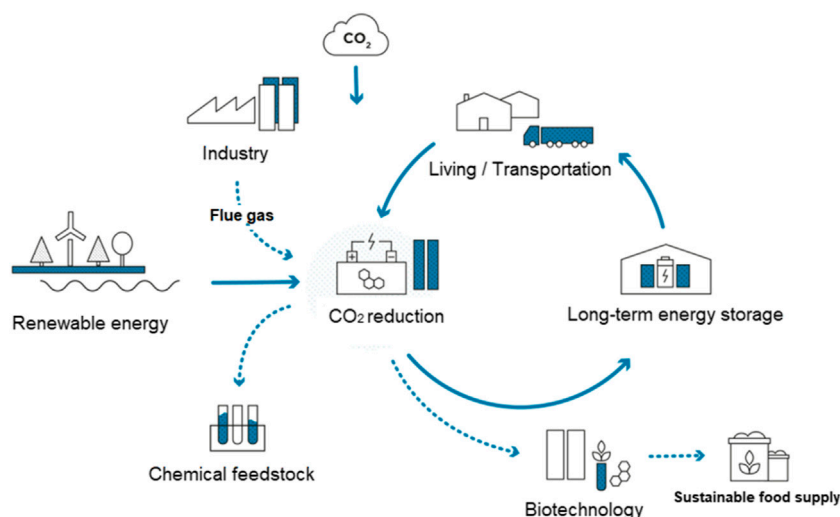 CO₂
Industry
Living / Transportation
Flue gas
+ −
Renewable energy
CO₂ reduction
Long-term energy storage
Chemical feedstock
Biotechnology
Sustainable food supply